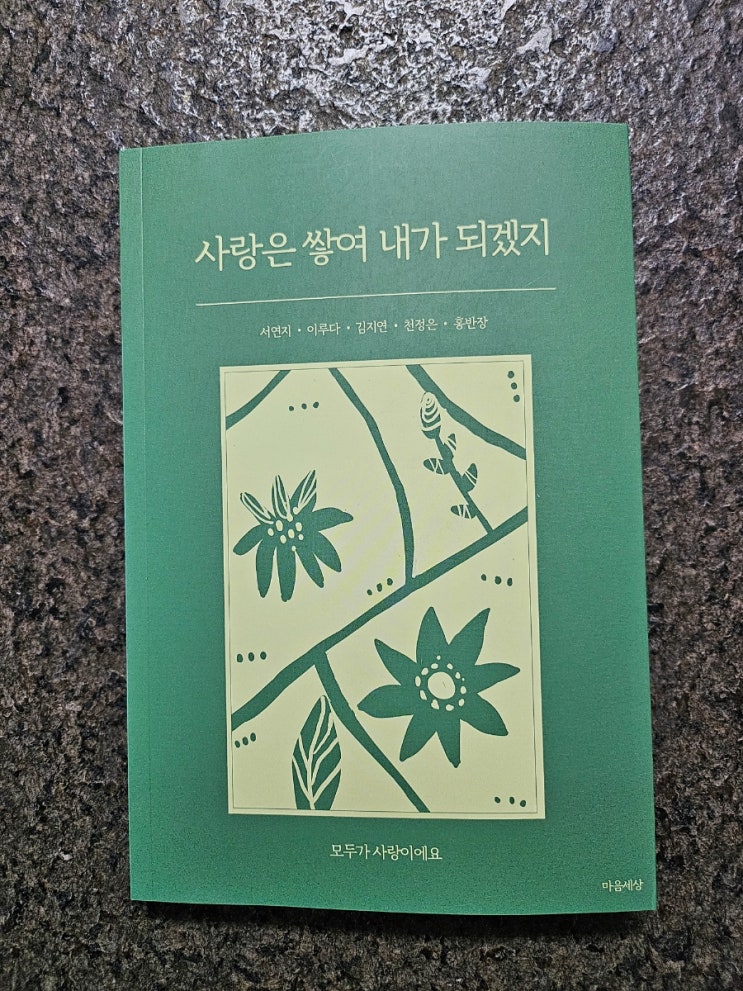 사랑은 쌓여 내가 되겠지
서연지 • 이루다 • 김지연 • 천정은 • 홍반장
모두가 사랑이에요
마음세상